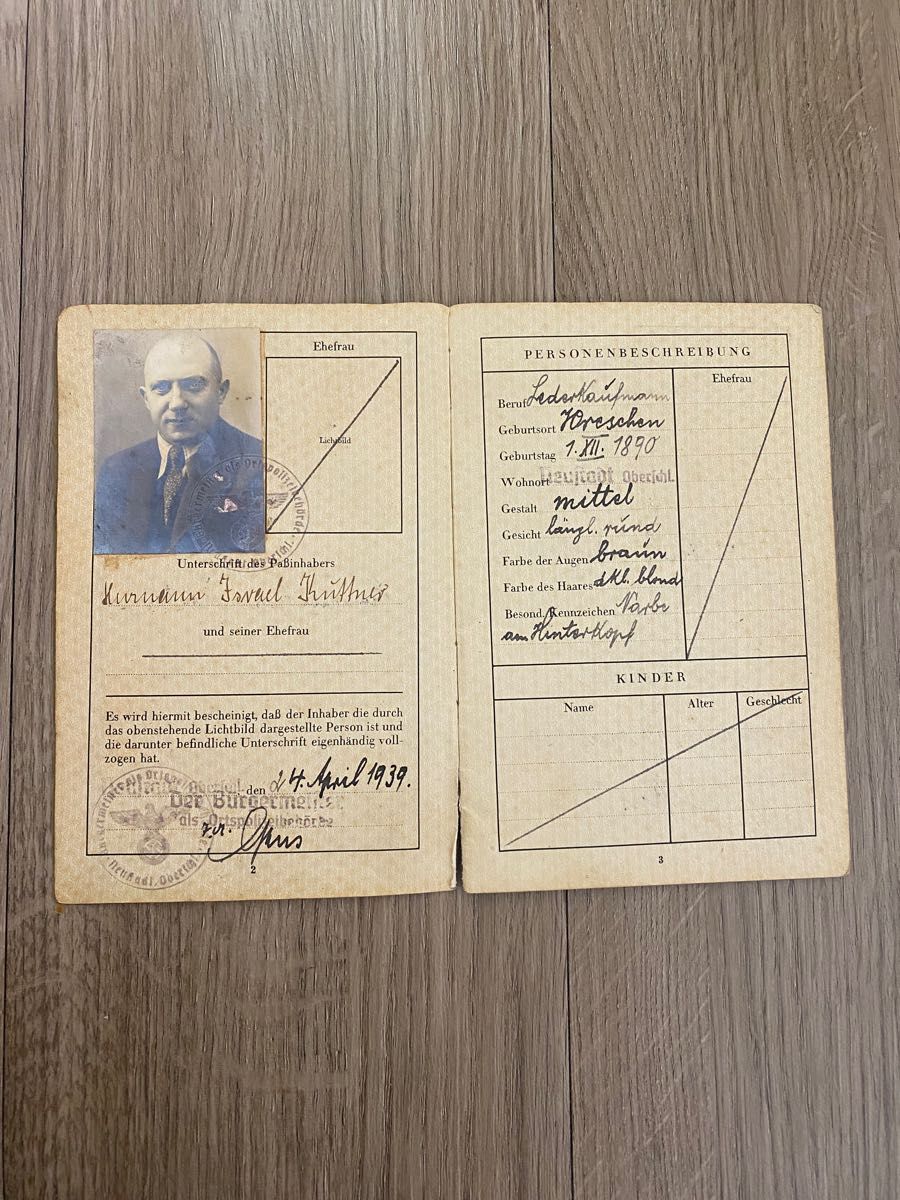 Ehefrau
Lichtbild
Unterschrift des Paßinhabers
Hermann Israel Kuttner
und seiner Ehefrau
Es wird hiermit bescheinigt, daß der Inhaber die durch
das obenstehende Lichtbild dargestellte Person ist und
die darunter befindliche Unterschrift eigenhändig voll-
zogen hat.
den 24. April 1939.
Der Bürgermeister
als Ortspolizeibehörde
Neustadt, Oberschl.
2
PERSONENBESCHREIBUNG
Ehefrau
Beruf Lederkaufmann
Geburtsort Wreschen
Geburtstag 1. XII. 1890
Wohnort Neustadt Oberschl.
Gestalt mittel
Gesicht längl. rund
Farbe der Augen braun
Farbe des Haares dkl. blond
Besond. Kennzeichen Narbe
am Hinterkopf
KINDER
Name Alter Geschlecht
3